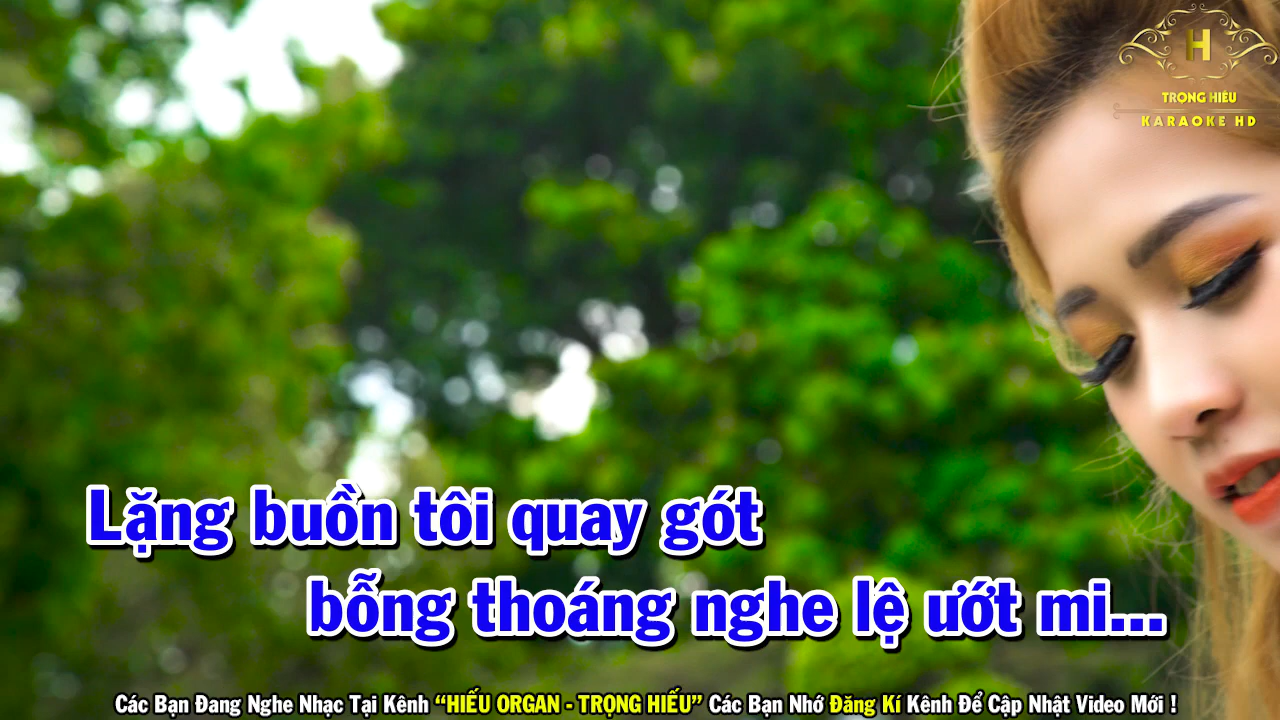 H
TRỌNG HIẾU
KARAOKE HD
Lặng buồn tôi quay gót
bỗng thoáng nghe lệ ướt mi...
Các Bạn Đang Nghe Nhạc Tại Kênh “HIẾU ORGAN - TRỌNG HIẾU” Các Bạn Nhớ Đăng Kí Kênh Để Cập Nhật Video Mới !